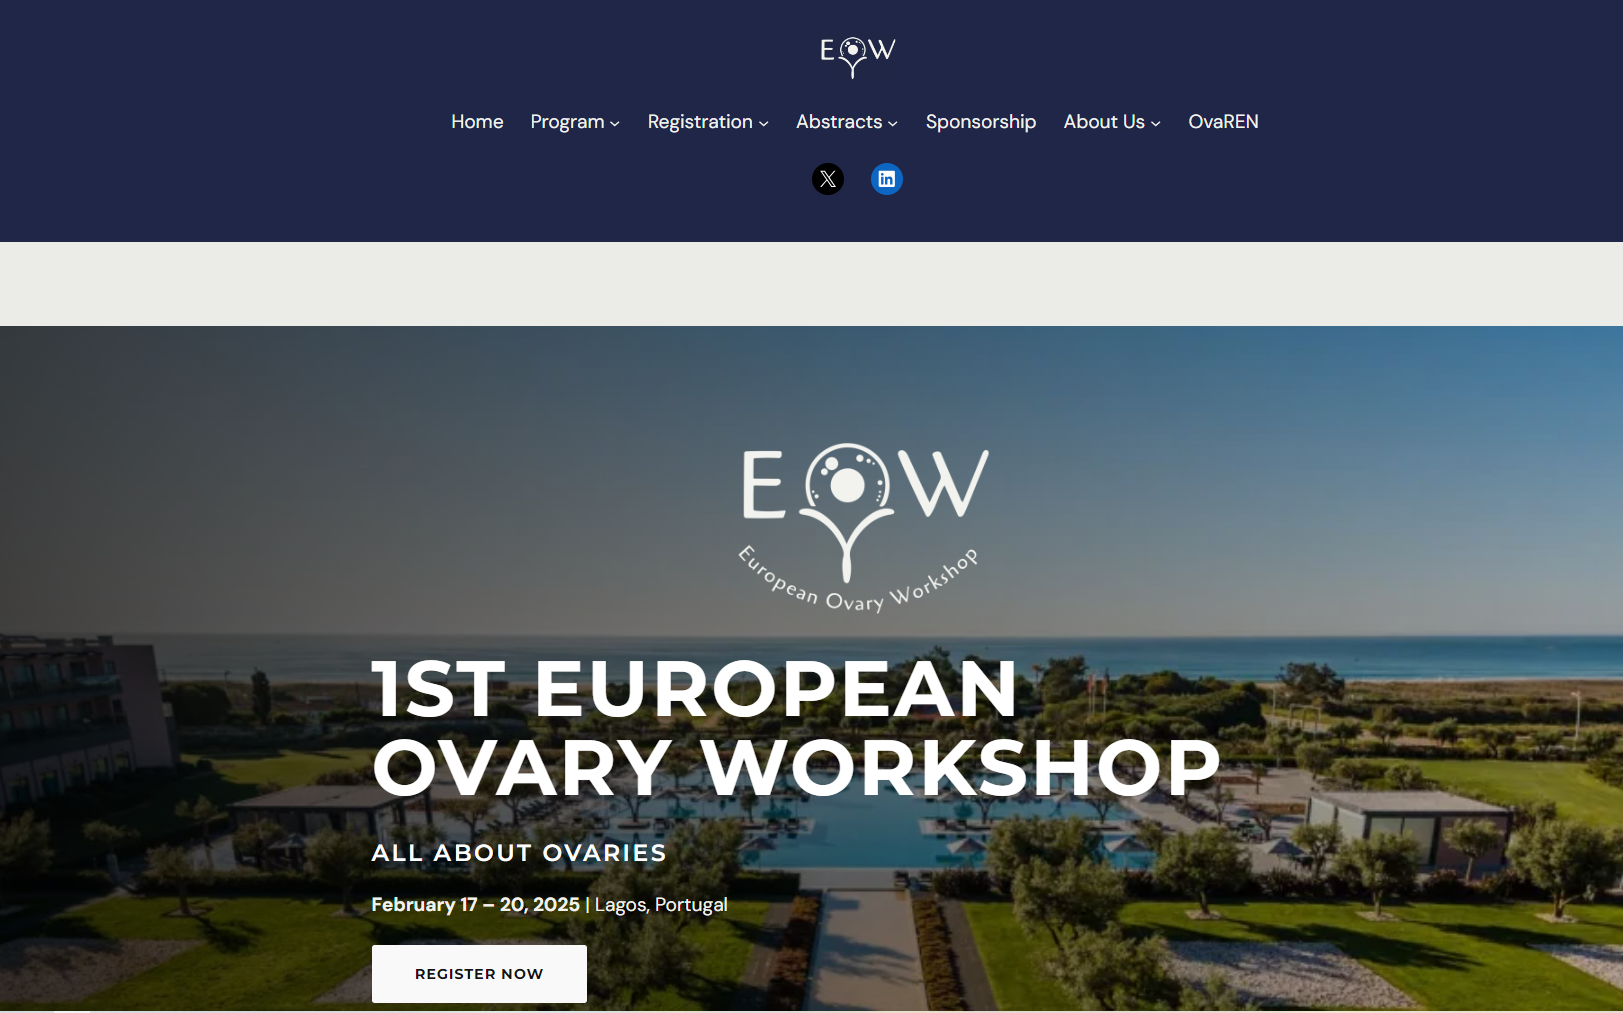 EOW
Home Program Registration Abstracts Sponsorship About Us OvaREN
EOW
European Ovary Workshop
1ST EUROPEAN
OVARY WORKSHOP
ALL ABOUT OVARIES
February 17 – 20, 2025 | Lagos, Portugal
REGISTER NOW